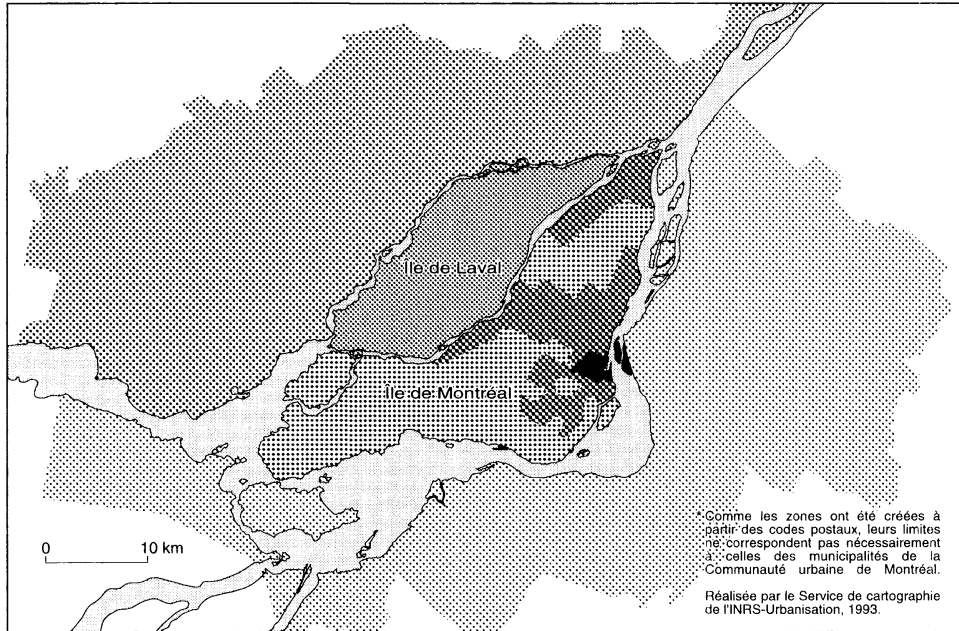 Île de Laval
Île de Montréal
0 10 km
* Comme les zones ont été créées à
partir des codes postaux, leurs limites
ne correspondent pas nécessairement
à celles des municipalités de la
Communauté urbaine de Montréal.
Réalisée par le Service de cartographie
de l'INRS-Urbanisation, 1993.